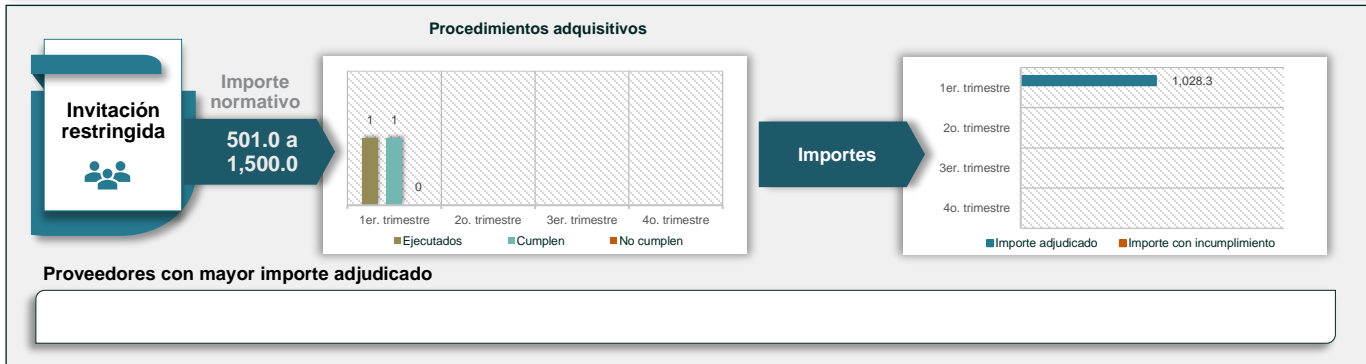 Procedimientos adquisitivos
Invitación
restringida
Importe
normativo
501.0 a
1,500.0
1 1
0
1er. trimestre 2o. trimestre 3er. trimestre 4o. trimestre
Ejecutados Cumplen No cumplen
Importes
1er. trimestre
1,028.3
2o. trimestre
3er. trimestre
4o. trimestre
Importe adjudicado Importe con incumplimiento
Proveedores con mayor importe adjudicado